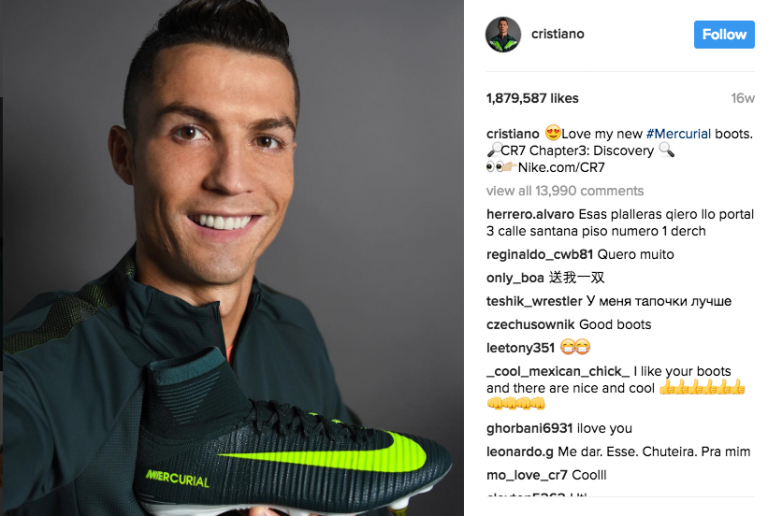 MERCURIAL
cristiano
Follow
1,879,587 likes
16w
cristiano 😍Love my new #Mercurial boots.
🔎CR7 Chapter3: Discovery 🔍
👀👉🏼Nike.com/CR7
view all 13,990 comments
herrero.alvaro Esas plalleras qiero llo portal
3 calle santana piso numero 1 derch
reginaldo_cwb81 Quero muito
only_boa 送我一双
teshik_wrestler У меня тапочки лучше
czechusownik Good boots
leetony351 😷😷
_cool_mexican_chick_ I like your boots
and there are nice and cool 👍👍👍👍👍👍
👊👊👊👊
ghorbani6931 ilove you
leonardo.g Me dar. Esse. Chuteira. Pra mim
mo_love_cr7 Coolll